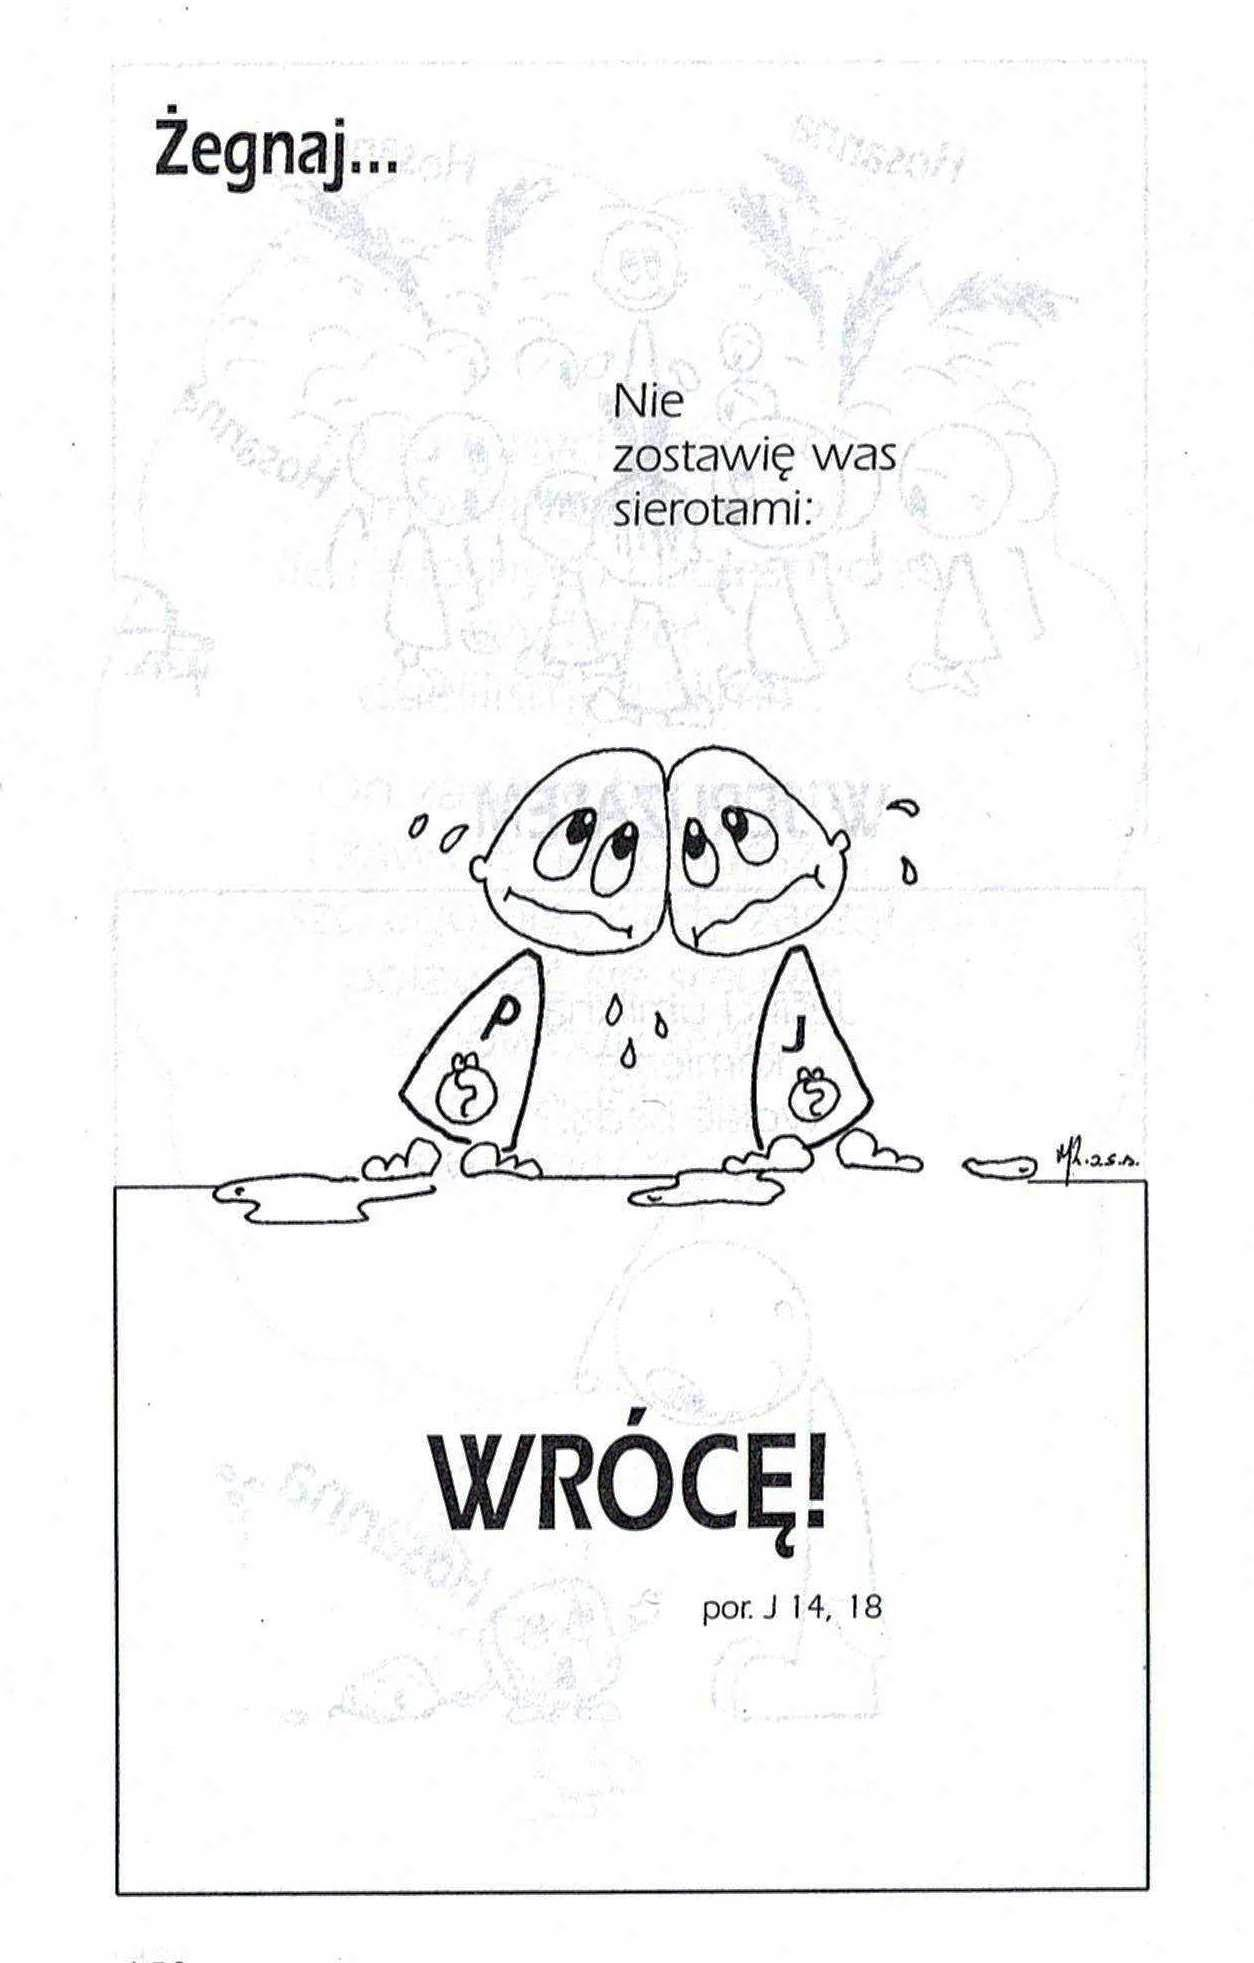 Żegnaj...
Nie
zostawię was
sierotami:
P
J
WRÓCĘ!
por. J 14, 18